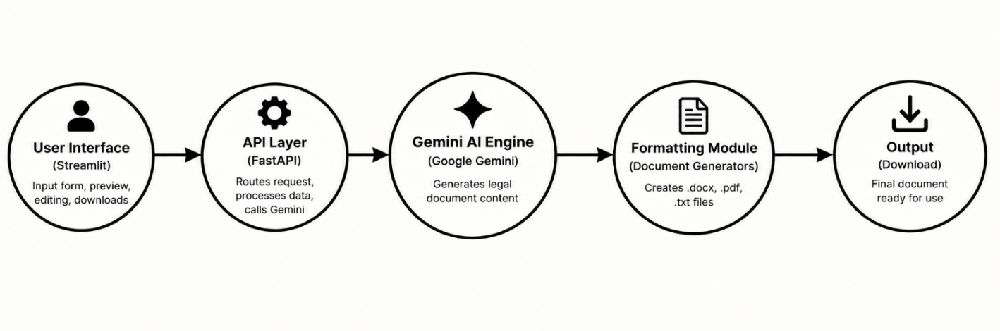 User Interface
(Streamlit)
Input form, preview,
editing, downloads
API Layer
(FastAPI)
Routes request,
processes data,
calls Gemini
Gemini AI Engine
(Google Gemini)
Generates legal
document content
Formatting Module
(Document Generators)
Creates .docx, .pdf,
.txt files
Output
(Download)
Final document
ready for use